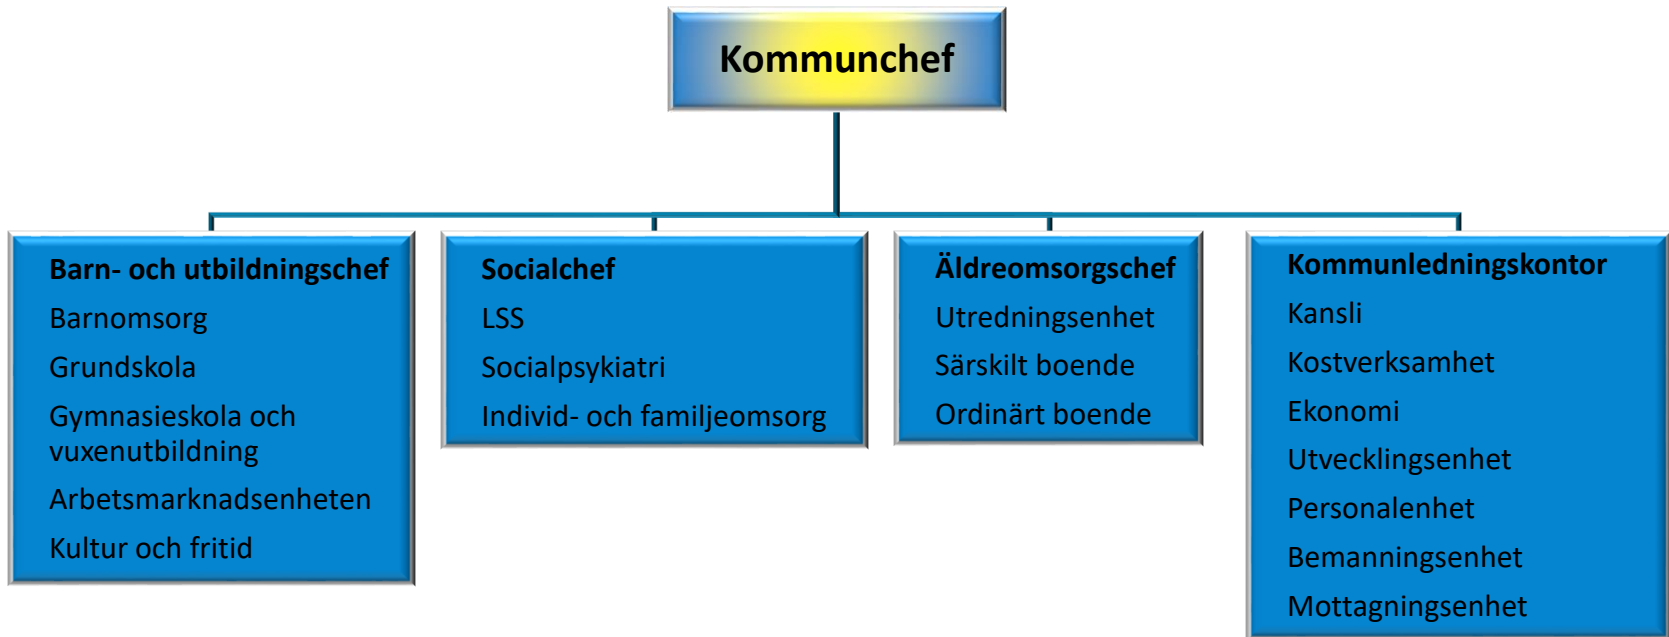 Kommunchef
Barn- och utbildningschef
Barnomsorg
Grundskola
Gymnasieskola och
vuxenutbildning
Arbetsmarknadsenheten
Kultur och fritid
Socialchef
LSS
Socialpsykiatri
Individ- och familjeomsorg
Äldreomsorgschef
Utredningsenhet
Särskilt boende
Ordinärt boende
Kommunledningskontor
Kansli
Kostverksamhet
Ekonomi
Utvecklingsenhet
Personalenhet
Bemanningsenhet
Mottagningsenhet